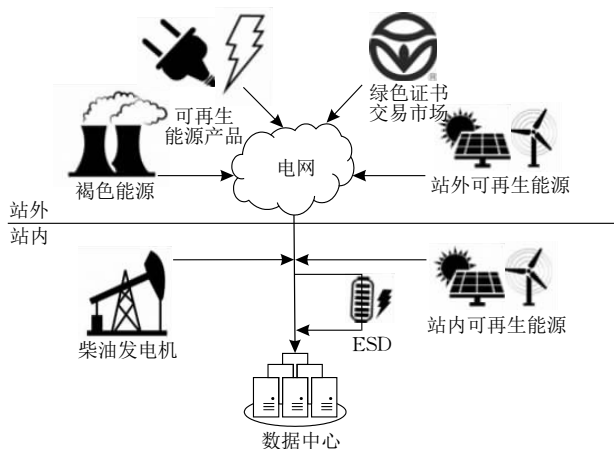 可再生
能源产品
绿色证书
交易市场
®
褐色能源
电网
站外可再生能源
站外
站内
柴油发电机
ESD
站内可再生能源
数据中心